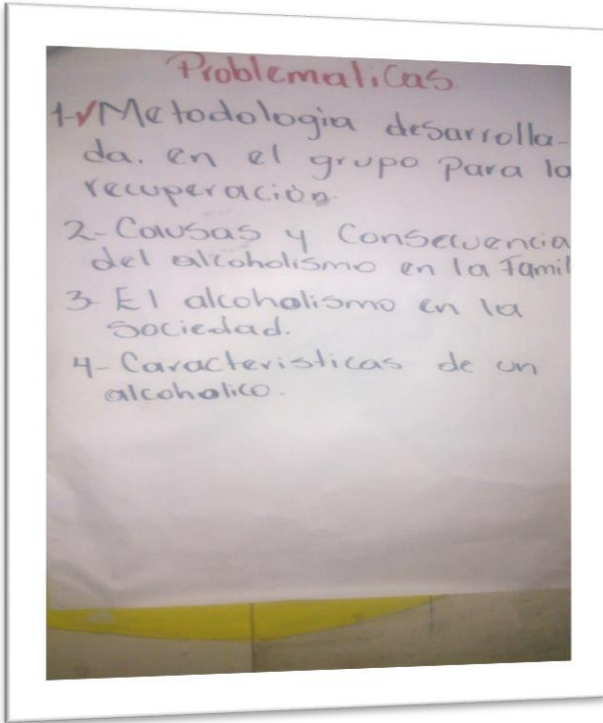 Problematicas
1-✓Metodologia desarrolla-
da. en el grupo para la
recuperación.
2- Causas y Consecuencia
del alcoholismo en la Famil
3- El alcoholismo en la
Sociedad.
4- Caracteristicas de un
alcoholico.